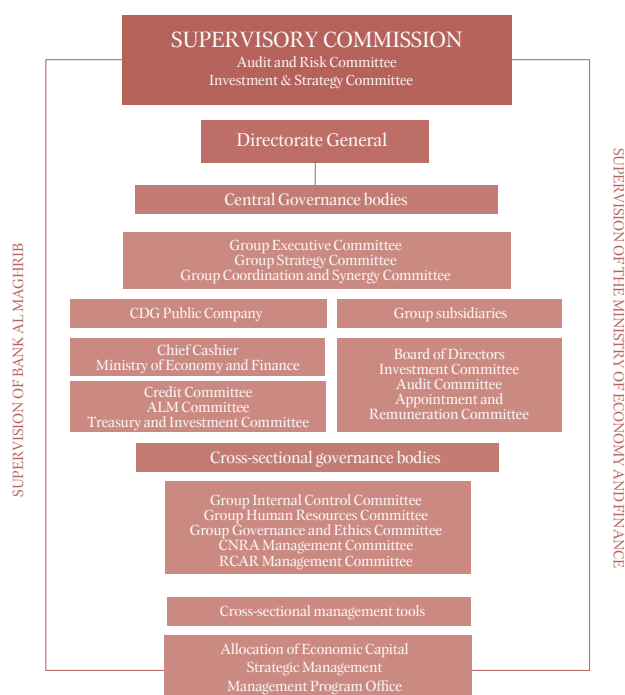 SUPERVISORY COMMISSION
Audit and Risk Committee
Investment & Strategy Committee
Directorate General
Central Governance bodies
Group Executive Committee
Group Strategy Committee
Group Coordination and Synergy Committee
CDG Public Company
Chief Cashier
Ministry of Economy and Finance
Credit Committee
ALM Committee
Treasury and Investment Committee
Group subsidiaries
Board of Directors
Investment Committee
Audit Committee
Appointment and
Remuneration Committee
Cross-sectional governance bodies
Group Internal Control Committee
Group Human Resources Committee
Group Governance and Ethics Committee
CNRA Management Committee
RCAR Management Committee
Cross-sectional management tools
Allocation of Economic Capital
Strategic Management
Management Program Office
SUPERVISION OF BANK AL MAGHRIB
SUPERVISION OF THE MINISTRY OF ECONOMY AND FINANCE